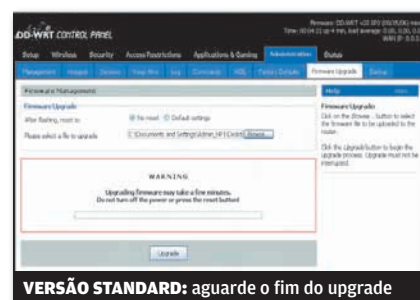 DD-WRT CONTROL PANEL
Firmware: DD-WRT v23 SP2
Setup Wireless Security Access Restrictions Applications & Gaming Administration Status
Management Log Commands WOL Factory Defaults Firmware Upgrade Backup
Firmware Management
Help
Firmware Upgrade
After flashing, reset to
No reset Default settings
Please select a file to upgrade
Browse...
Firmware Upgrade:
Click on the Browse... button to select
the firmware file to be uploaded to the
router.
Click the Upgrade button to begin the
upgrade process. Upgrade must not be
interrupted.
WARNING
Upgrading firmware may take a few minutes.
Do not turn off the power or press the reset button!
Upgrade
VERSÃO STANDARD: aguarde o fim do upgrade